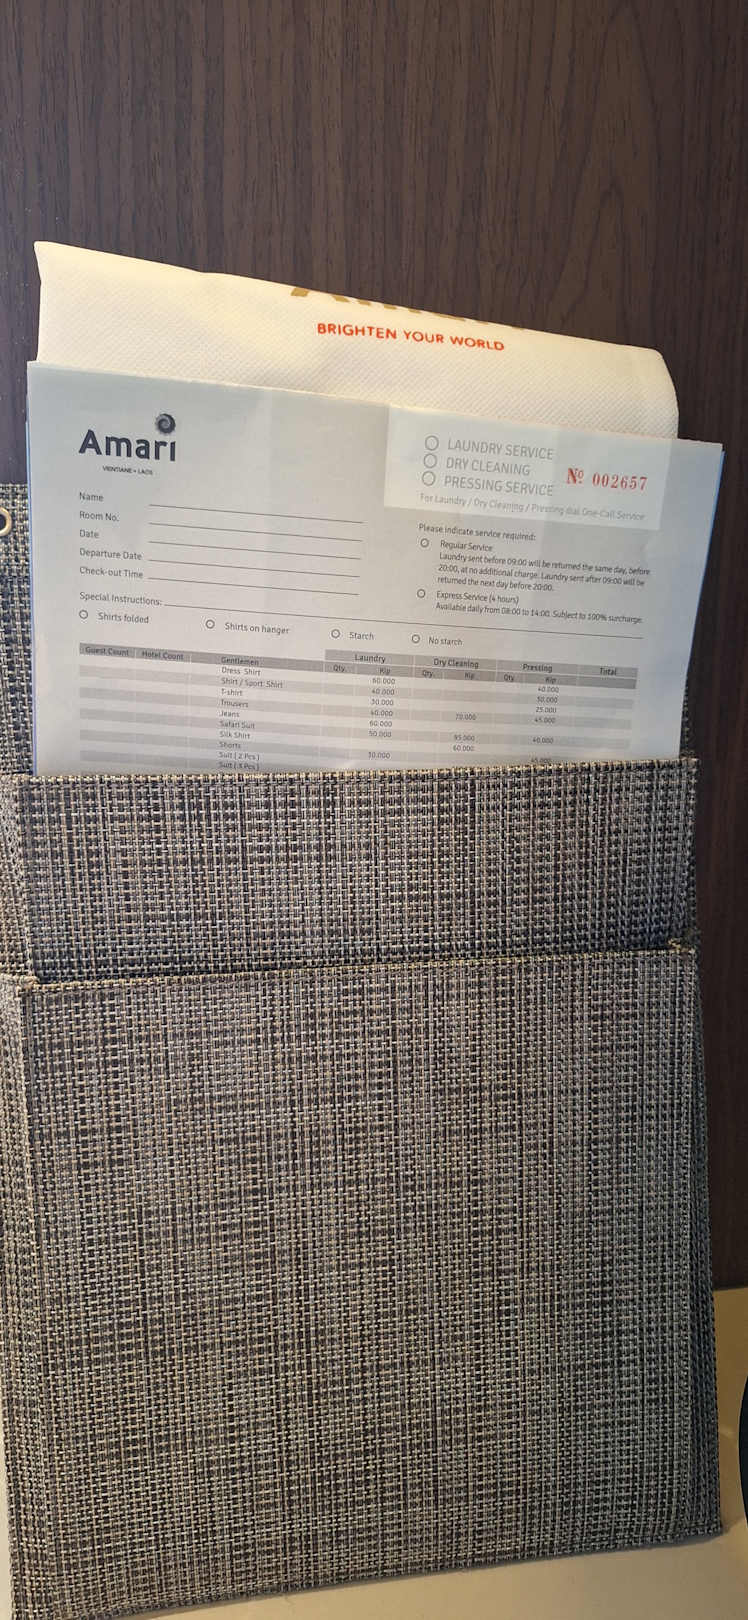 BRIGHTEN YOUR WORLD
Amari
VIENTIANE • LAOS
LAUNDRY SERVICE
DRY CLEANING
PRESSING SERVICE
Nº 002657
For Laundry / Dry Cleaning / Pressing dial One-Call Service
Name
Room No.
Date
Departure Date
Check-out Time
Please indicate service required:
Regular Service
Laundry sent before 09:00 will be returned the same day, before
20:00, at no additional charge. Laundry sent after 09:00 will be
returned the next day before 20:00.
Express Service (4 hours)
Available daily from 08:00 to 14:00. Subject to 100% surcharge.
Special Instructions:
Shirts folded Shirts on hanger Starch No starch
Laundry Dry Cleaning Pressing Total
Guest Count Hotel Count Gentlemen Qty. Kip Qty. Kip Qty. Kip
Dress Shirt 60.000 40.000
Shirt / Sport Shirt 40.000 30.000
T-shirt 30.000 25.000
Trousers 40.000 70.000 45.000
Jeans 60.000
Safari Suit 50.000 95.000 40.000
Silk Shirt 60.000
Shorts 30.000 45.000
Suit ( 2 Pcs )
Suit ( 3 Pcs )